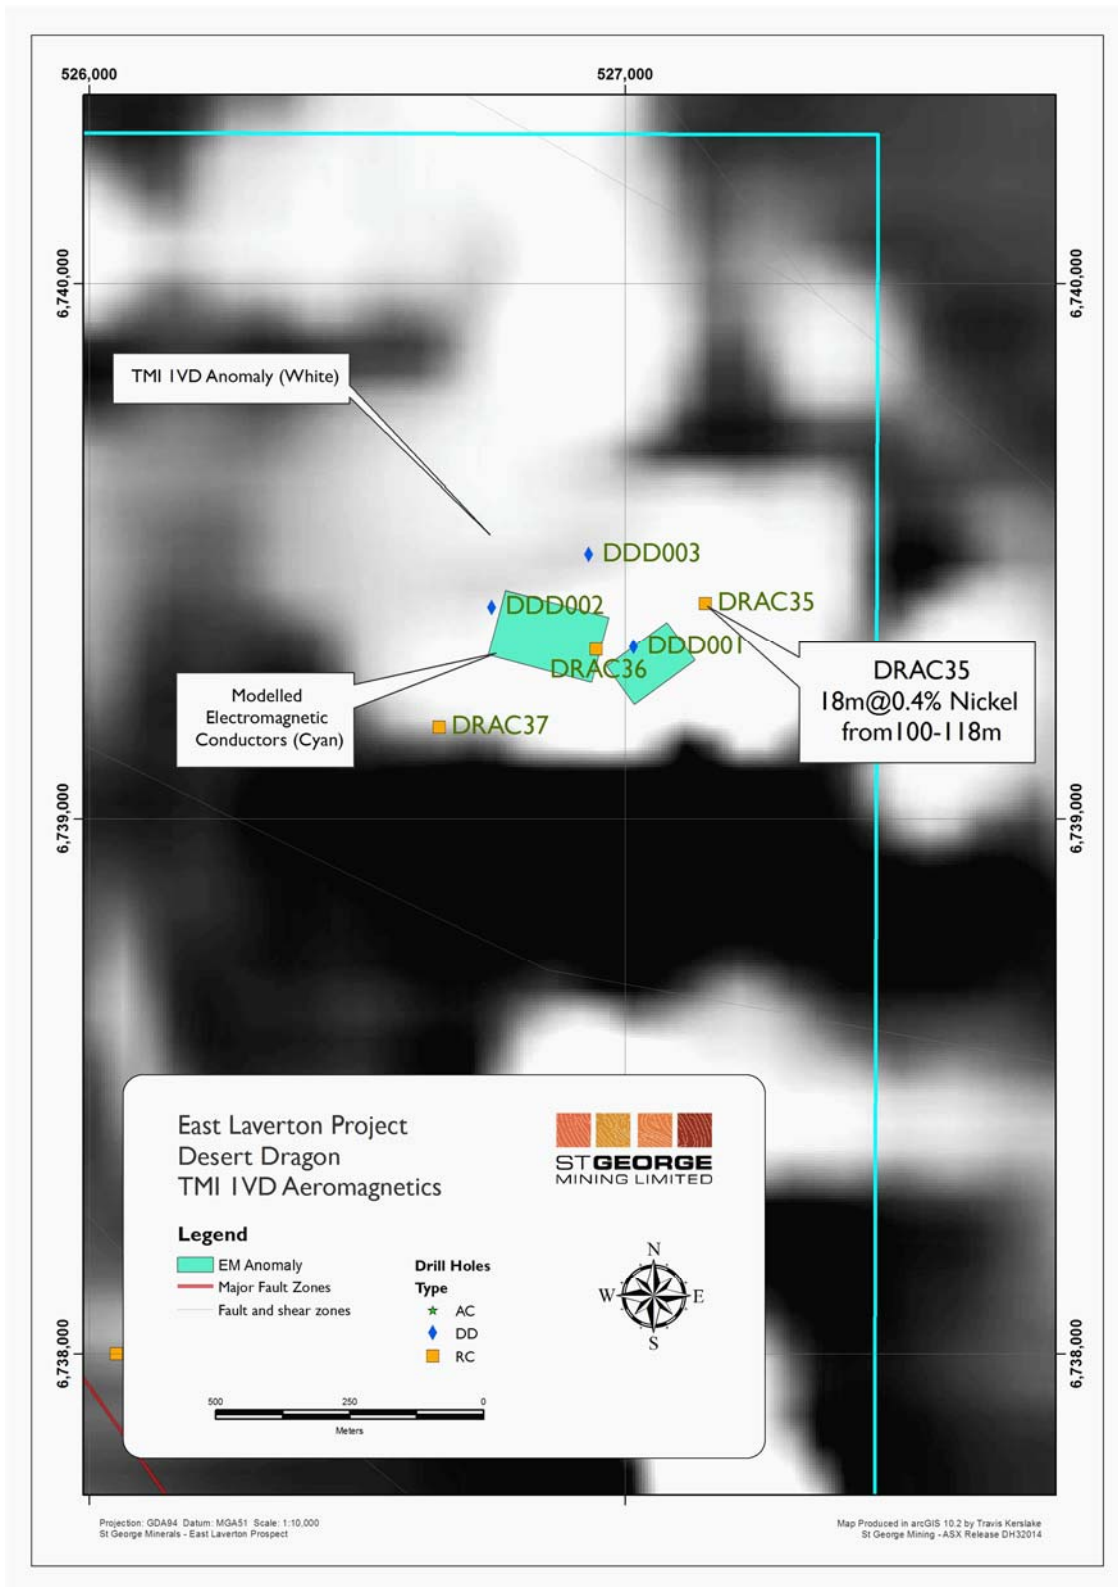 526,000
527,000
6,740,000
6,740,000
TMI 1VD Anomaly (White)
DDD003
DDD002
DRAC35
DDD001
DRAC36
DRAC35
18m@0.4% Nickel
from100-118m
Modelled
Electromagnetic
Conductors (Cyan)
DRAC37
6,739,000
6,739,000
East Laverton Project
Desert Dragon
TMI 1VD Aeromagnetics
STGEORGE
MINING LIMITED
Legend
EM Anomaly
Major Fault Zones
Fault and shear zones
Drill Holes
Type
AC
DD
RC
N
W
E
S
6,738,000
6,738,000
500
250
0
Meters
Projection: GDA94 Datum: MGA51 Scale: 1:10,000
St George Minerals - East Laverton Prospect
Map Produced in arcGIS 10.2 by Travis Kerslake
St George Mining - ASX Release DH32014